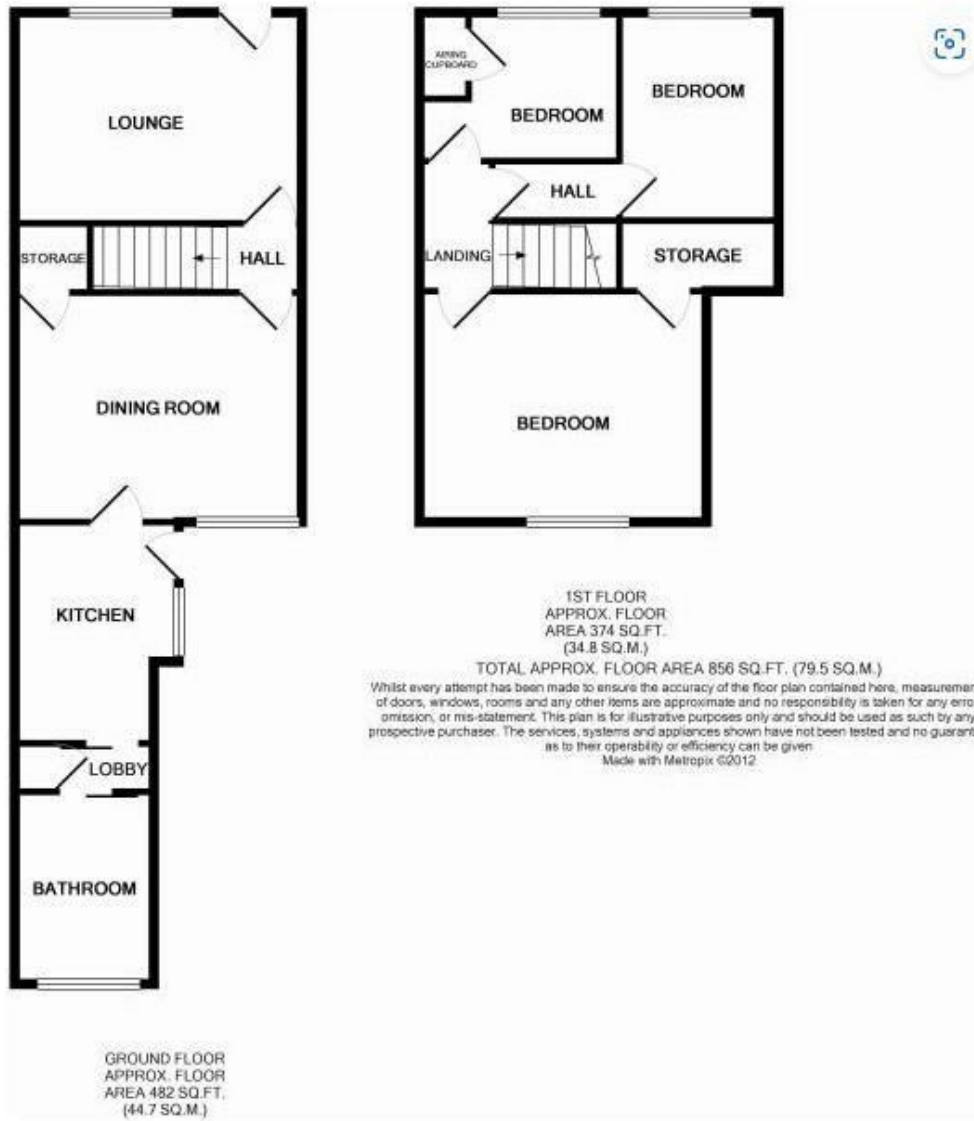 LOUNGE
STORAGE
HALL
DINING ROOM
KITCHEN
LOBBY
BATHROOM
GROUND FLOOR
APPROX. FLOOR
AREA 482 SQ.FT.
(44.7 SQ.M.)
AIRING
CUPBOARD
BEDROOM
BEDROOM
HALL
LANDING
STORAGE
BEDROOM
1ST FLOOR
APPROX. FLOOR
AREA 374 SQ.FT.
(34.8 SQ.M.)
TOTAL APPROX. FLOOR AREA 856 SQ.FT. (79.5 SQ.M.)
Whilst every attempt has been made to ensure the accuracy of the floor plan contained here, measuremen
of doors, windows, rooms and any other items are approximate and no responsibility is taken for any erro
omission, or mis-statement. This plan is for illustrative purposes only and should be used as such by any
prospective purchaser. The services, systems and appliances shown have not been tested and no guarant
as to their operability or efficiency can be given
Made with Metropix ©2012